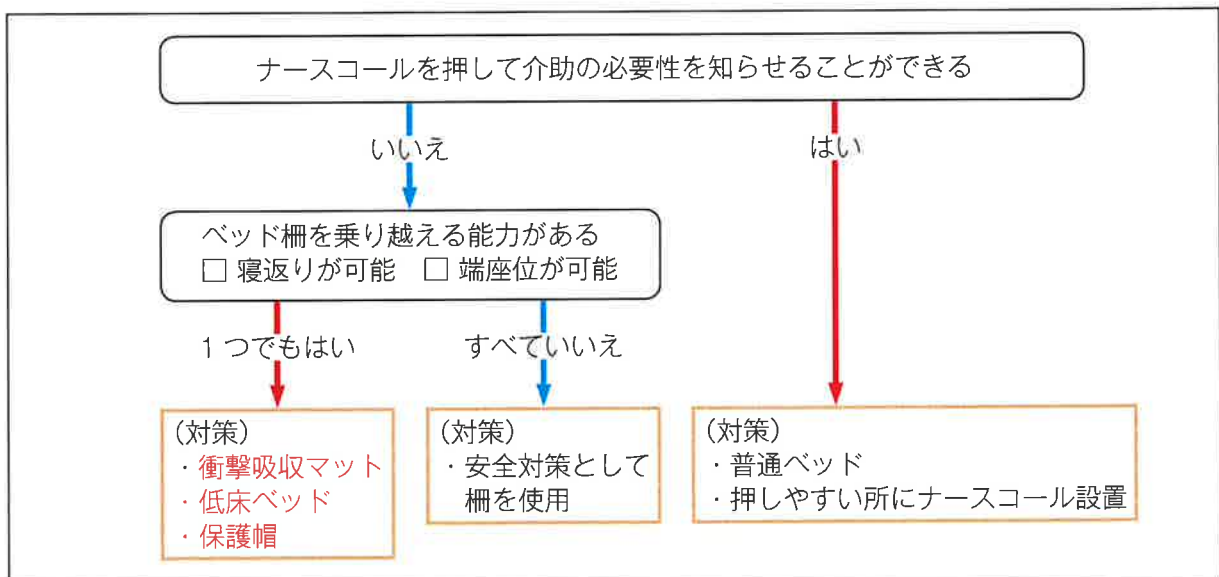 ナースコールを押して介助の必要性を知らせることができる
いいえ
はい
ベッド柵を乗り越える能力がある
□ 寝返りが可能　□ 端座位が可能
1つでもはい
すべていいえ
(対策)
・衝撃吸収マット
・低床ベッド
・保護帽
(対策)
・安全対策として
柵を使用
(対策)
・普通ベッド
・押しやすい所にナースコール設置